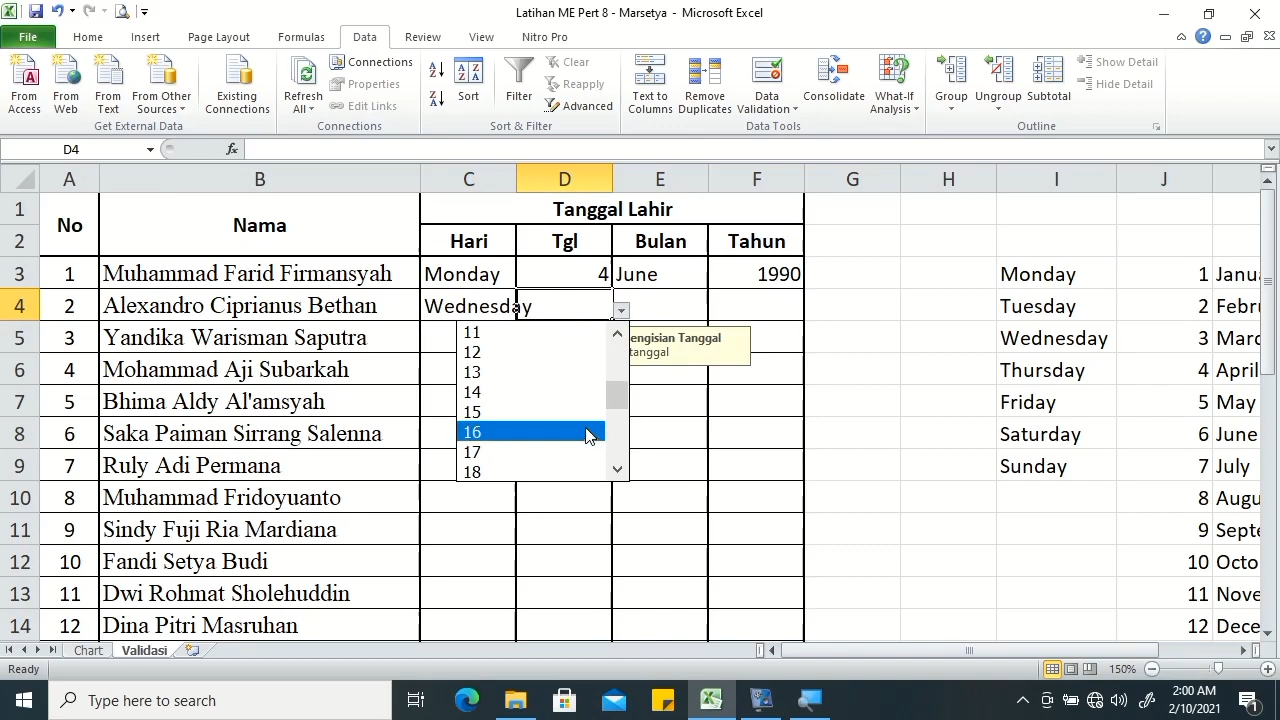 Latihan ME Pert 8 - Marsetya - Microsoft Excel
File Home Insert Page Layout Formulas Data Review View Nitro Pro
From Access
From Web
From Text
From Other Sources
Existing Connections
Get External Data
Refresh All
Connections
Properties
Edit Links
Connections
Sort
Filter
Clear
Reapply
Advanced
Sort & Filter
Text to Columns
Remove Duplicates
Data Validation
Consolidate
What-If Analysis
Data Tools
Group
Ungroup
Subtotal
Show Detail
Hide Detail
Outline
D4 fx
A B C D E F G H I J
1 No Nama Tanggal Lahir
2 Hari Tgl Bulan Tahun
3 1 Muhammad Farid Firmansyah Monday 4 June 1990 Monday 1 Janua
4 2 Alexandro Ciprianus Bethan Wednesday Tuesday 2 Febru
5 3 Yandika Warisman Saputra Wednesday 3 Marc
6 4 Mohammad Aji Subarkah Thursday 4 April
7 5 Bhima Aldy Al'amsyah Friday 5 May
8 6 Saka Paiman Sirrang Salenna Saturday 6 June
9 7 Ruly Adi Permana Sunday 7 July
10 8 Muhammad Fridoyuanto 8 Augu
11 9 Sindy Fuji Ria Mardiana 9 Septe
12 10 Fandi Setya Budi 10 Octo
13 11 Dwi Rohmat Sholehuddin 11 Nove
14 12 Dina Pitri Masruhan 12 Dece
11
12
13
14
15
16
17
18
engisian Tanggal
tanggal
Chart Validasi
Ready 150%
Type here to search
2:00 AM
2/10/2021
1